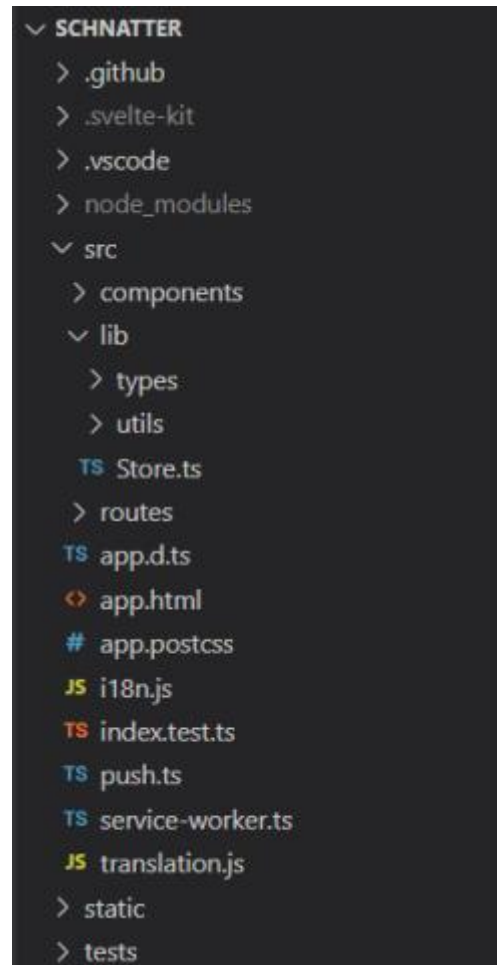 SCHNATTER
.github
.svelte-kit
.vscode
node_modules
src
components
lib
types
utils
TS Store.ts
routes
TS app.d.ts
<> app.html
# app.postcss
JS i18n.js
TS index.test.ts
TS push.ts
TS service-worker.ts
JS translation.js
static
tests